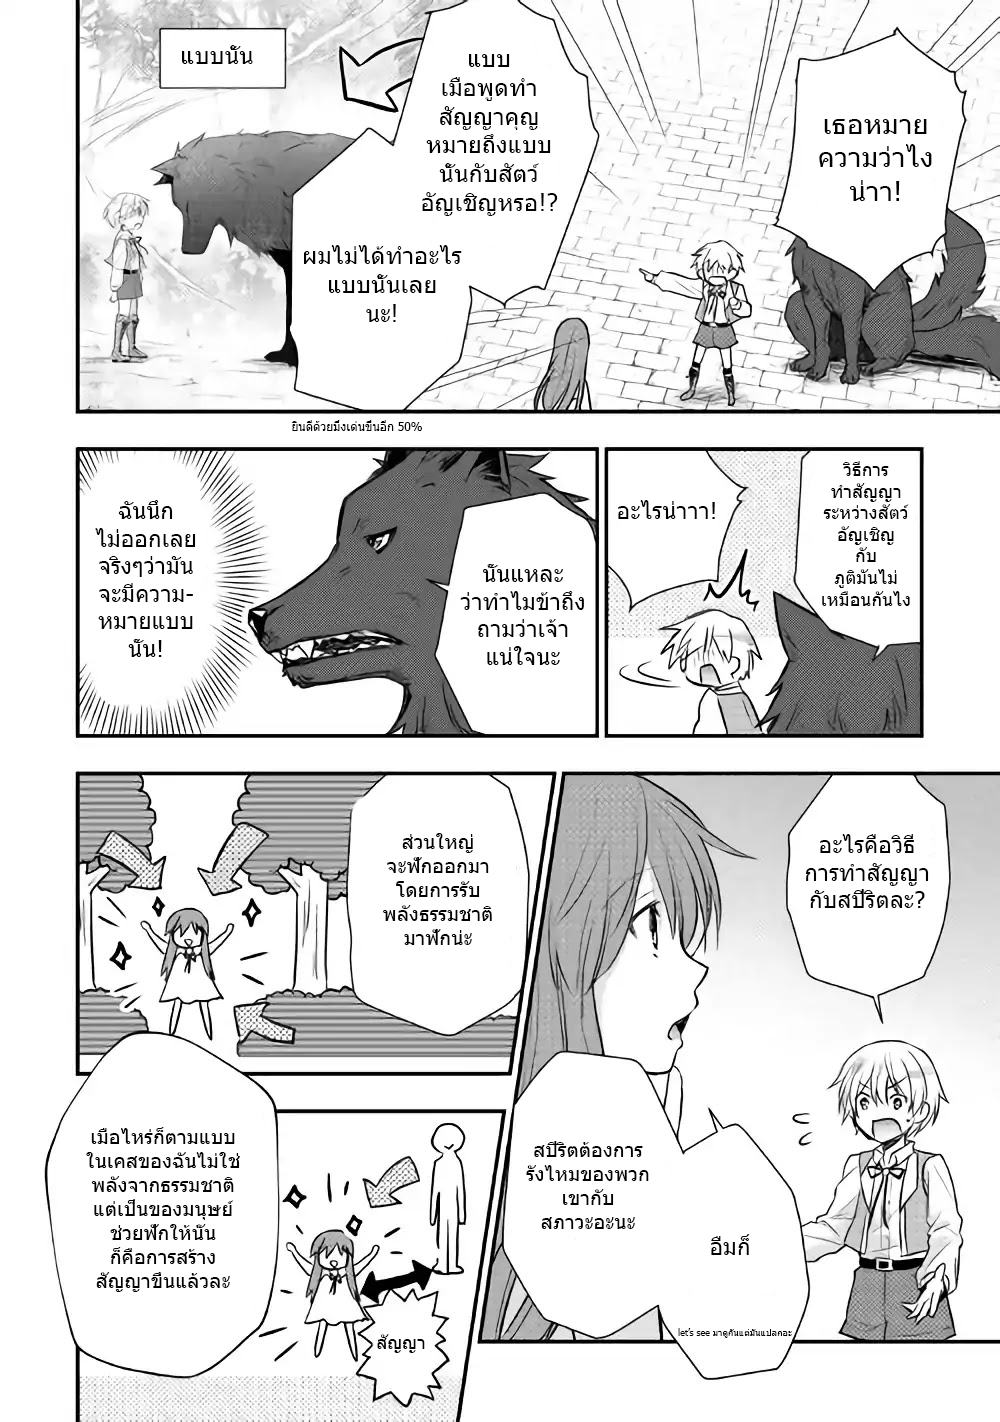 เธอหมาย
ความว่าไง
น่าา!
แบบ
เมื่อพูดทำ
สัญญาคุญ
หมายถึงแบบ
นั้นกับสัตว์
อัญเชิญหรอ!?
ผมไม่ได้ทำอะไร
แบบนั้นเลย
นะ!
แบบนั้น
ยินดีด้วยมึงเด่นขึ้นอีก 50%
วิธีการ
ทำสัญญา
ระหว่างสัตว์
อัญเชิญ
กับ
ภูติมันไม่
เหมือนกันไง
อะไรน่าาา!
นั่นแหละ
ว่าทำไมข้าถึง
ถามว่าเจ้า
แน่ใจนะ
ฉันนึก
ไม่ออกเลย
จริงๆว่ามัน
จะมีความ-
หมายแบบ
นั้น!
อะไรคือวิธี
การทำสัญญา
กับสปิริตละ?
อืมก็
สปิริตต้องการ
รังไหมของพวก
เขากับ
สภาวะอะนะ
let's see มาดูกันแต่มันแปลกอะ
ส่วนใหญ่
จะฟักออกมา
โดยการรับ
พลังธรรมชาติ
มาฟักน่ะ
เมื่อไหร่ก็ตามแบบ
ในเคสของฉันไม่ใช่
พลังจากธรรมชาติ
แต่เป็นของมนุษย์
ช่วยฟักให้นั้น
ก็คือการสร้าง
สัญญาขึ้นแล้วละ
สัญญา